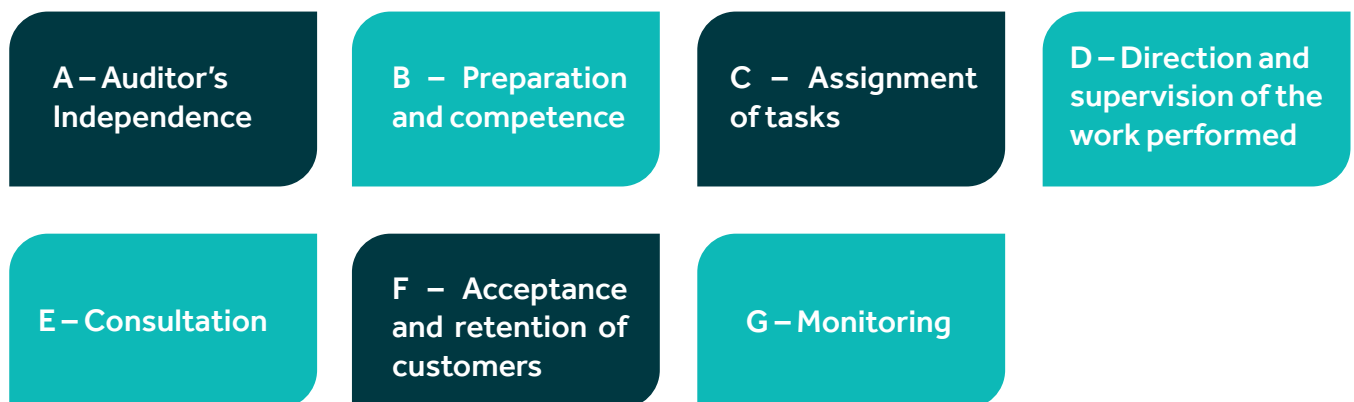 A – Auditor's
Independence
B – Preparation
and competence
C – Assignment
of tasks
D – Direction and
supervision of the
work performed
E – Consultation
F – Acceptance
and retention of
customers
G – Monitoring